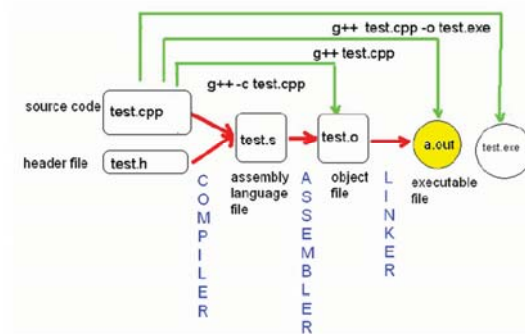 g++ test.cpp -o test.exe
g++ test.cpp
g++ -c test.cpp
source code
test.cpp
header file
test.h
test.s
test.o
a.out
test.exe
assembly
language
file
object
file
executable
file
COMPILER
ASSEMBLER
LINKER